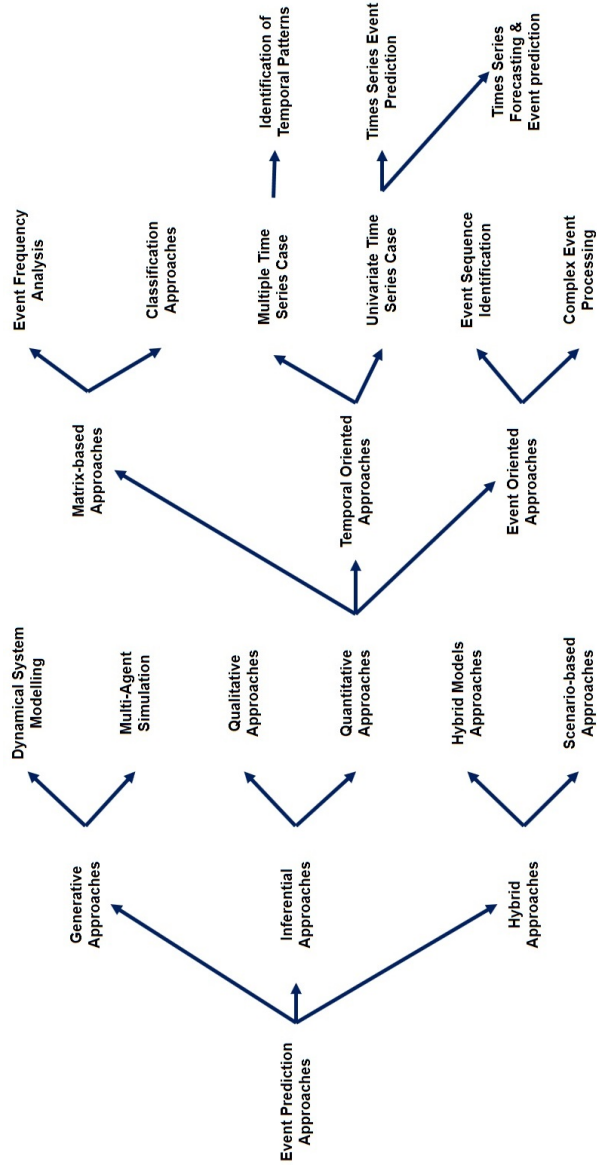 Event Prediction
Approaches
Generative
Approaches
Inferential
Approaches
Hybrid
Approaches
Dynamical System
Modelling
Multi-Agent
Simulation
Qualitative
Approaches
Quantitative
Approaches
Hybrid Models
Approaches
Scenario-based
Approaches
Matrix-based
Approaches
Temporal Oriented
Approaches
Event Oriented
Approaches
Event Frequency
Analysis
Classification
Approaches
Multiple Time
Series Case
Univariate Time
Series Case
Event Sequence
Identification
Complex Event
Processing
Identification of
Temporal Patterns
Times Series Event
Prediction
Times Series
Forecasting &
Event prediction